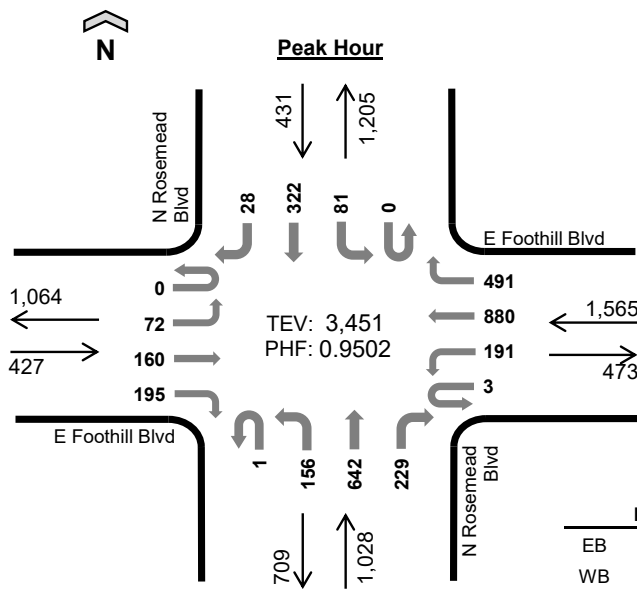 N
Peak Hour
431
1,205
N Rosemead
Blvd
28
322
81
0
E Foothill Blvd
0
491
1,064
72
TEV: 3,451
880
1,565
427
160
PHF: 0.9502
191
473
195
3
E Foothill Blvd
1
156
642
229
N Rosemead
Blvd
709
1,028
EB
WB